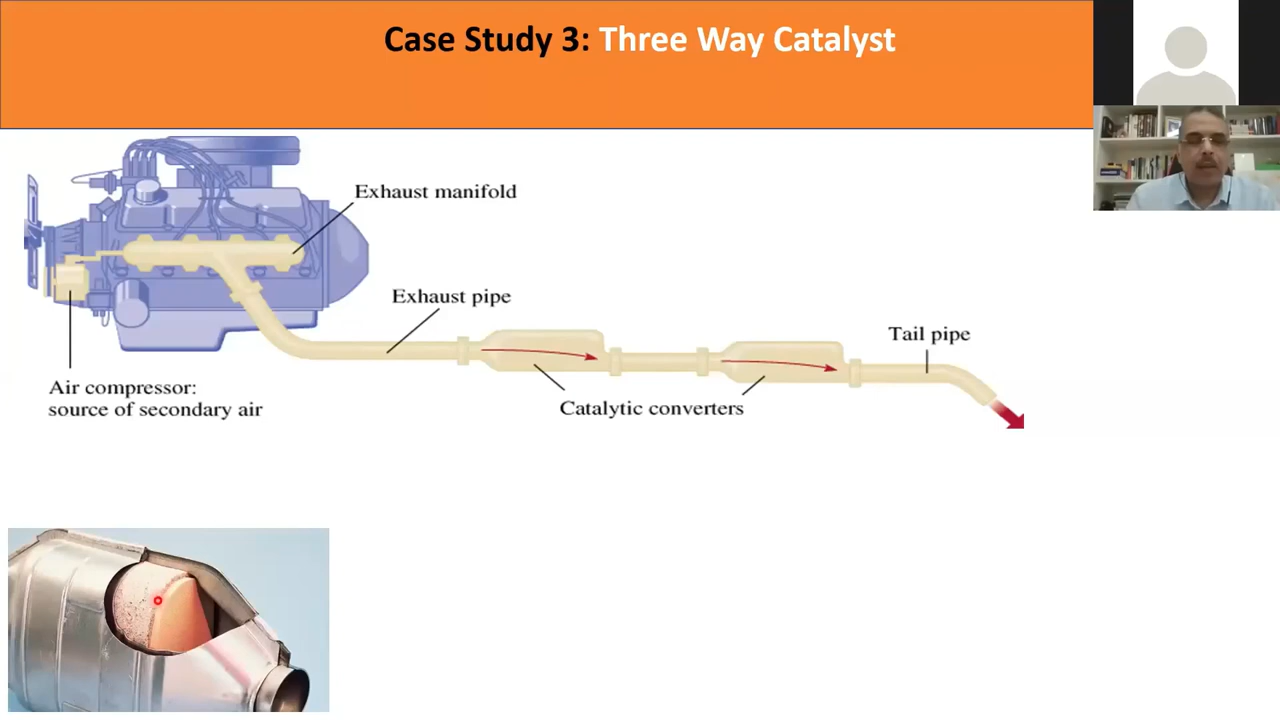 Case Study 3: Three Way Catalyst
Exhaust manifold
Exhaust pipe
Tail pipe
Air compressor:
source of secondary air
Catalytic converters